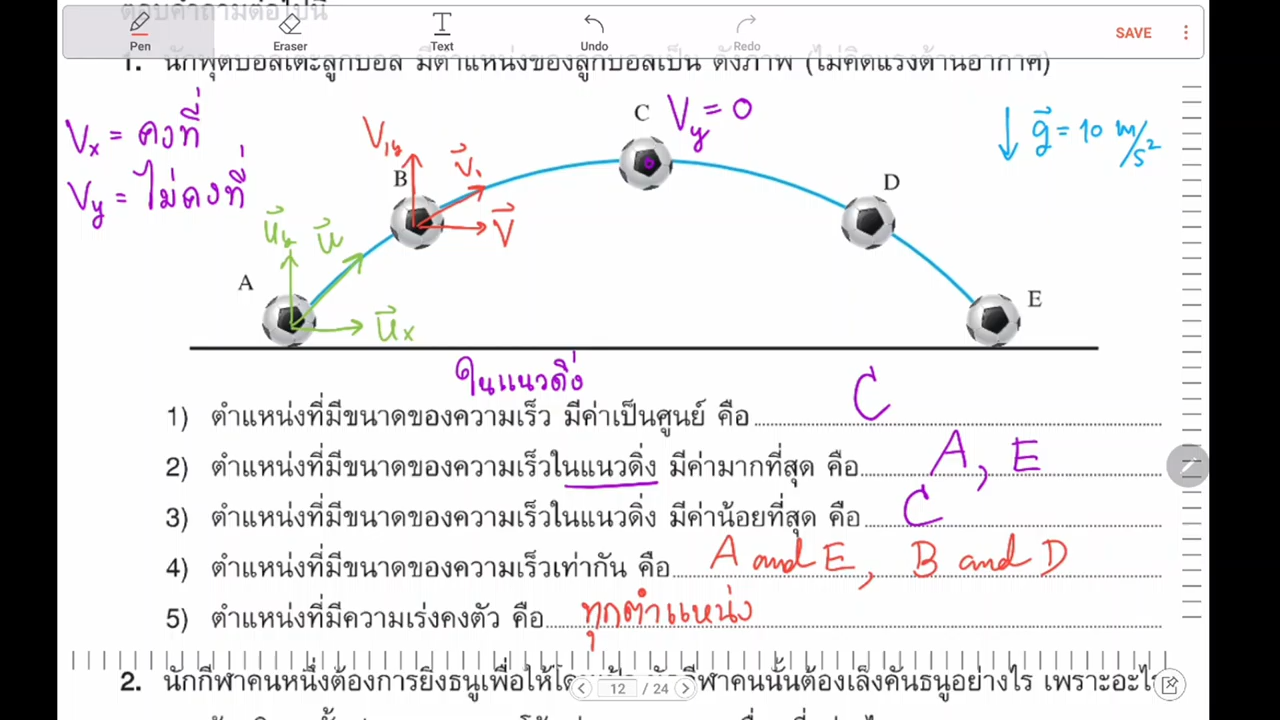 ตอบคำถามต่อไปนี้
Pen Eraser Text Undo Redo SAVE
1. นักฟุตบอลเตะลูกบอล มีตำแหน่งของลูกบอลเป็น ดังภาพ (ไม่คิดแรงต้านอากาศ)
Vx = คงที่
Vy = ไม่คงที่
C Vy = 0
g = 10 m/s²
V1y
B
V1
V
D
uy u
A
ux
E
ในแนวดิ่ง
1) ตำแหน่งที่มีขนาดของความเร็ว มีค่าเป็นศูนย์ คือ C
2) ตำแหน่งที่มีขนาดของความเร็วในแนวดิ่ง มีค่ามากที่สุด คือ A, E
3) ตำแหน่งที่มีขนาดของความเร็วในแนวดิ่ง มีค่าน้อยที่สุด คือ C
4) ตำแหน่งที่มีขนาดของความเร็วเท่ากัน คือ A and E, B and D
5) ตำแหน่งที่มีความเร่งคงตัว คือ ทุกตำแหน่ง
2. นักกีฬาคนหนึ่งต้องการยิงธนูเพื่อให้ นักกีฬาคนนั้นต้องเล็งคันธนูอย่างไร เพราะอะไร
12 / 24